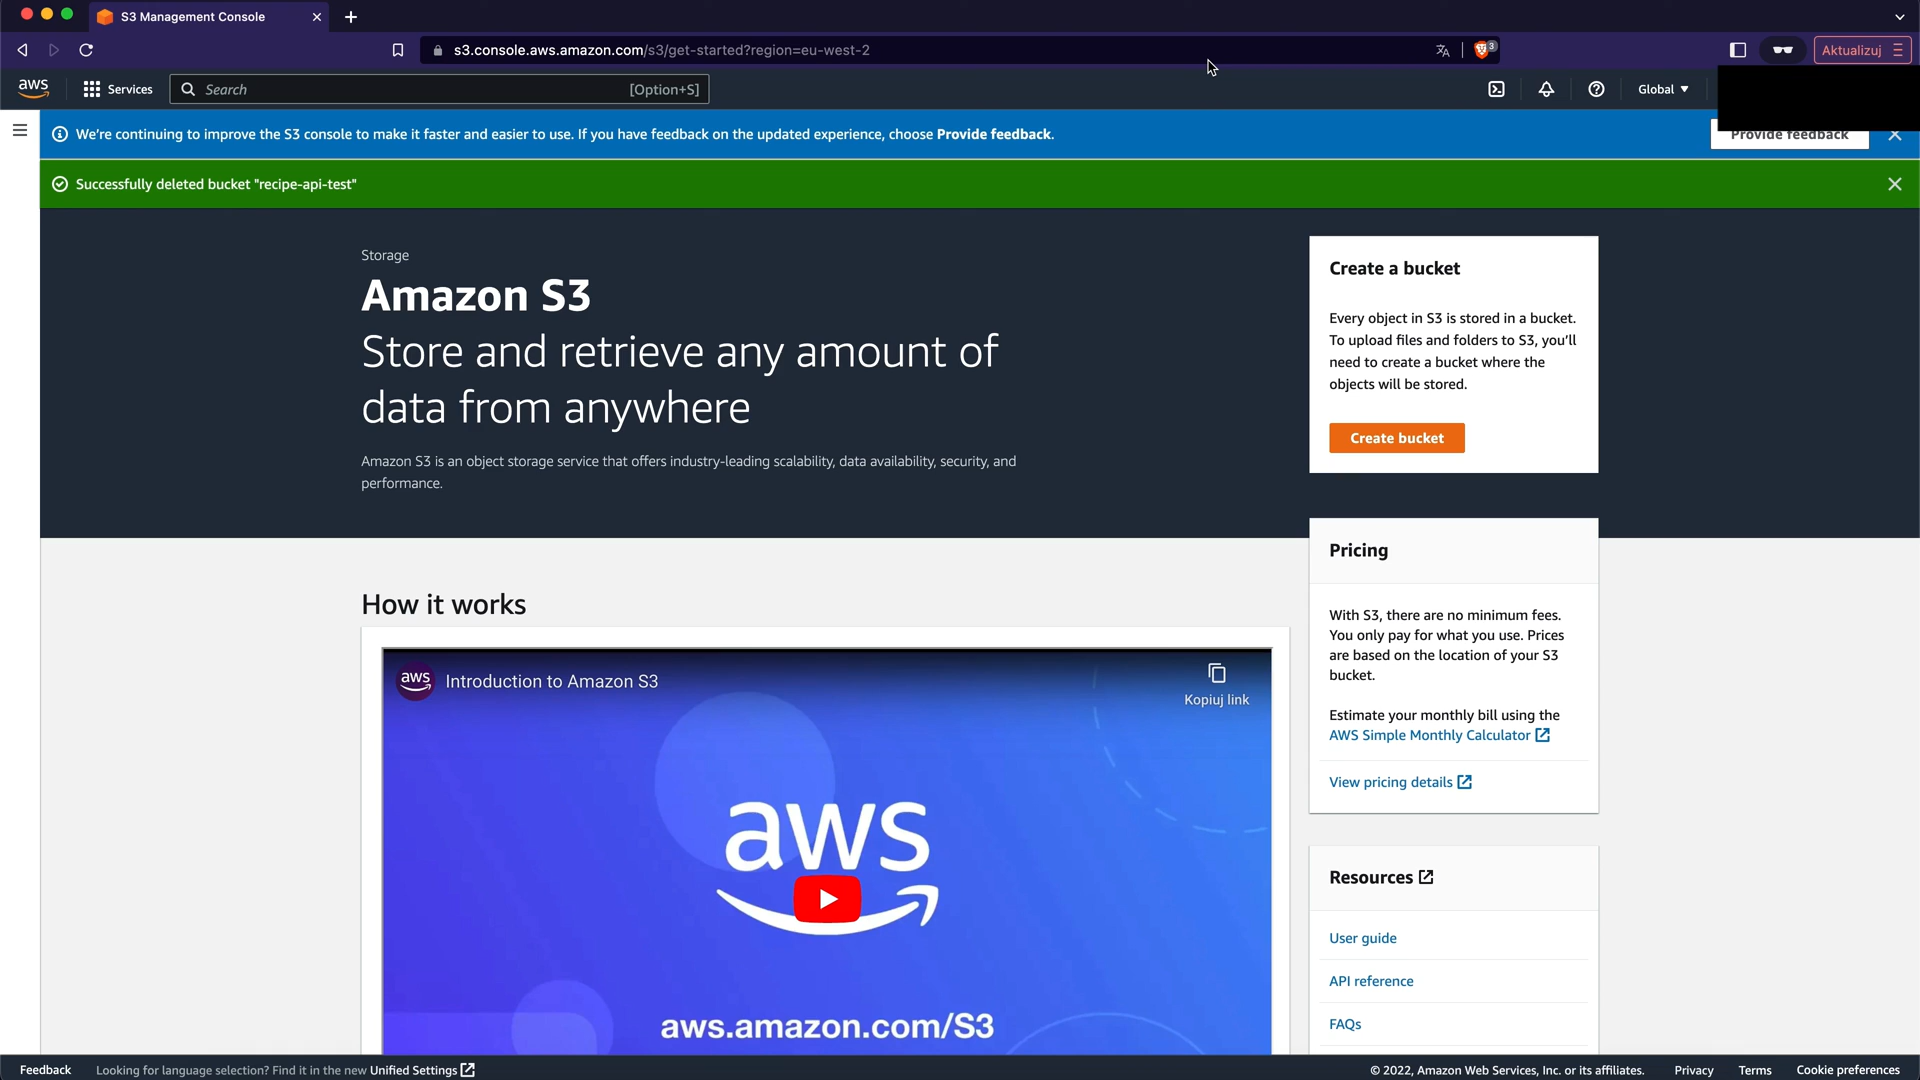 S3 Management Console
s3.console.aws.amazon.com/s3/get-started?region=eu-west-2
3
Aktualizuj
aws
Services
Search
[Option+S]
Global
We're continuing to improve the S3 console to make it faster and easier to use. If you have feedback on the updated experience, choose Provide feedback.
Provide feedback
Successfully deleted bucket "recipe-api-test"
Storage
Amazon S3
Store and retrieve any amount of
data from anywhere
Amazon S3 is an object storage service that offers industry-leading scalability, data availability, security, and
performance.
Create a bucket
Every object in S3 is stored in a bucket.
To upload files and folders to S3, you'll
need to create a bucket where the
objects will be stored.
Create bucket
Pricing
With S3, there are no minimum fees.
You only pay for what you use. Prices
are based on the location of your S3
bucket.
Estimate your monthly bill using the
AWS Simple Monthly Calculator
View pricing details
How it works
aws
Introduction to Amazon S3
Kopiuj link
aws
aws.amazon.com/S3
Resources
User guide
API reference
FAQs
Feedback
Looking for language selection? Find it in the new Unified Settings
© 2022, Amazon Web Services, Inc. or its affiliates.
Privacy
Terms
Cookie preferences